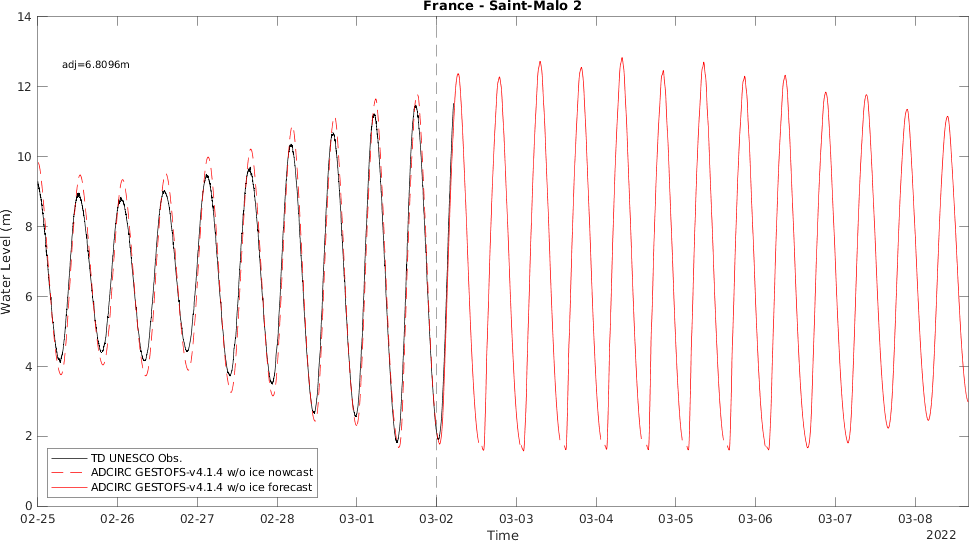 France - Saint-Malo 2
adj=6.8096m
14
12
10
8
6
4
2
0
Water Level (m)
TD UNESCO Obs.
ADCIRC GESTOFS-v4.1.4 w/o ice nowcast
ADCIRC GESTOFS-v4.1.4 w/o ice forecast
02-25 02-26 02-27 02-28 03-01 03-02 03-03 03-04 03-05 03-06 03-07 03-08
Time
2022